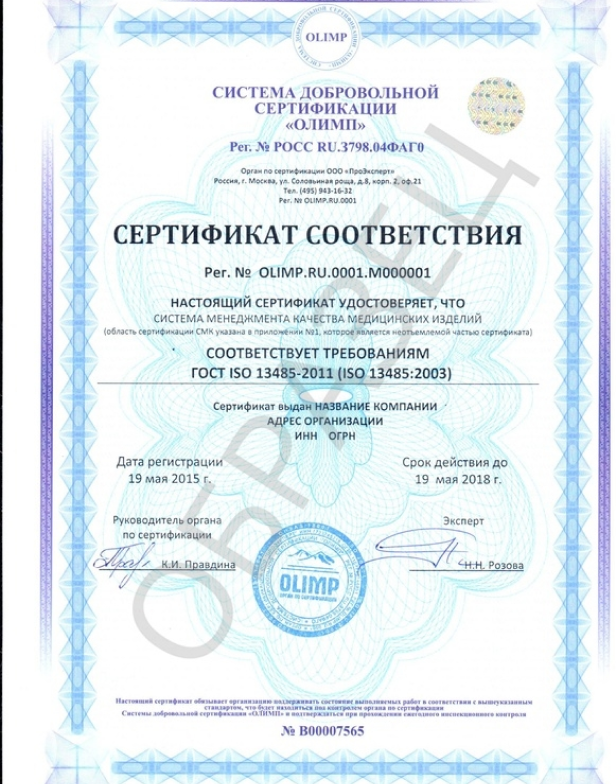 OLIMP
СИСТЕМА ДОБРОВОЛЬНОЙ
СЕРТИФИКАЦИИ
«ОЛИМП»
Рег. № РОСС RU.З798.04ФАГ0
Орган по сертификации ООО «ПроЭксперт»
Россия, г. Москва, ул. Соловьиная роща, д.8, корп. 2, оф.21
Тел. (495) 943-16-32
Рег. № OLIMP.RU.0001
СЕРТИФИКАТ СООТВЕТСТВИЯ
Рег. № OLIMP.RU.0001.М000001
НАСТОЯЩИЙ СЕРТИФИКАТ УДОСТОВЕРЯЕТ, ЧТО
СИСТЕМА МЕНЕДЖМЕНТА КАЧЕСТВА МЕДИЦИНСКИХ ИЗДЕЛИЙ
(область сертификации СМК указана в приложении №1, которое является неотъемлемой частью сертификата)
СООТВЕТСТВУЕТ ТРЕБОВАНИЯМ
ГОСТ ISO 13485-2011 (ISO 13485:2003)
Сертификат выдан НАЗВАНИЕ КОМПАНИИ
АДРЕС ОРГАНИЗАЦИИ
ИНН ОГРН
Дата регистрации
19 мая 2015 г.
Срок действия до
19 мая 2018 г.
Руководитель органа
по сертификации
К.И. Правдина
Эксперт
Н.Н. Розова
OLIMP
ОРГАН ПО СЕРТИФИКАЦИИ
ОБРАЗЕЦ
Настоящий сертификат обязывает организацию поддерживать состояние выполняемых работ в соответствии с вышеуказанным
стандартом, что будет находиться под контролем органа по сертификации
Системы добровольной сертификации «ОЛИМП» и подтверждаться при прохождении ежегодного инспекционного контроля
№ В00007565